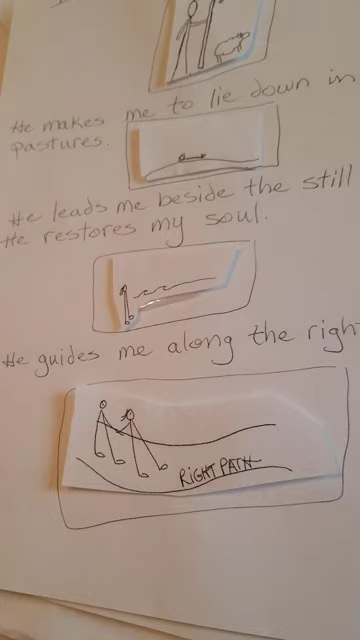 He makes me to lie down in
pastures.
He leads me beside the still
He restores my soul.
He guides me along the righ
RIGHT PATH